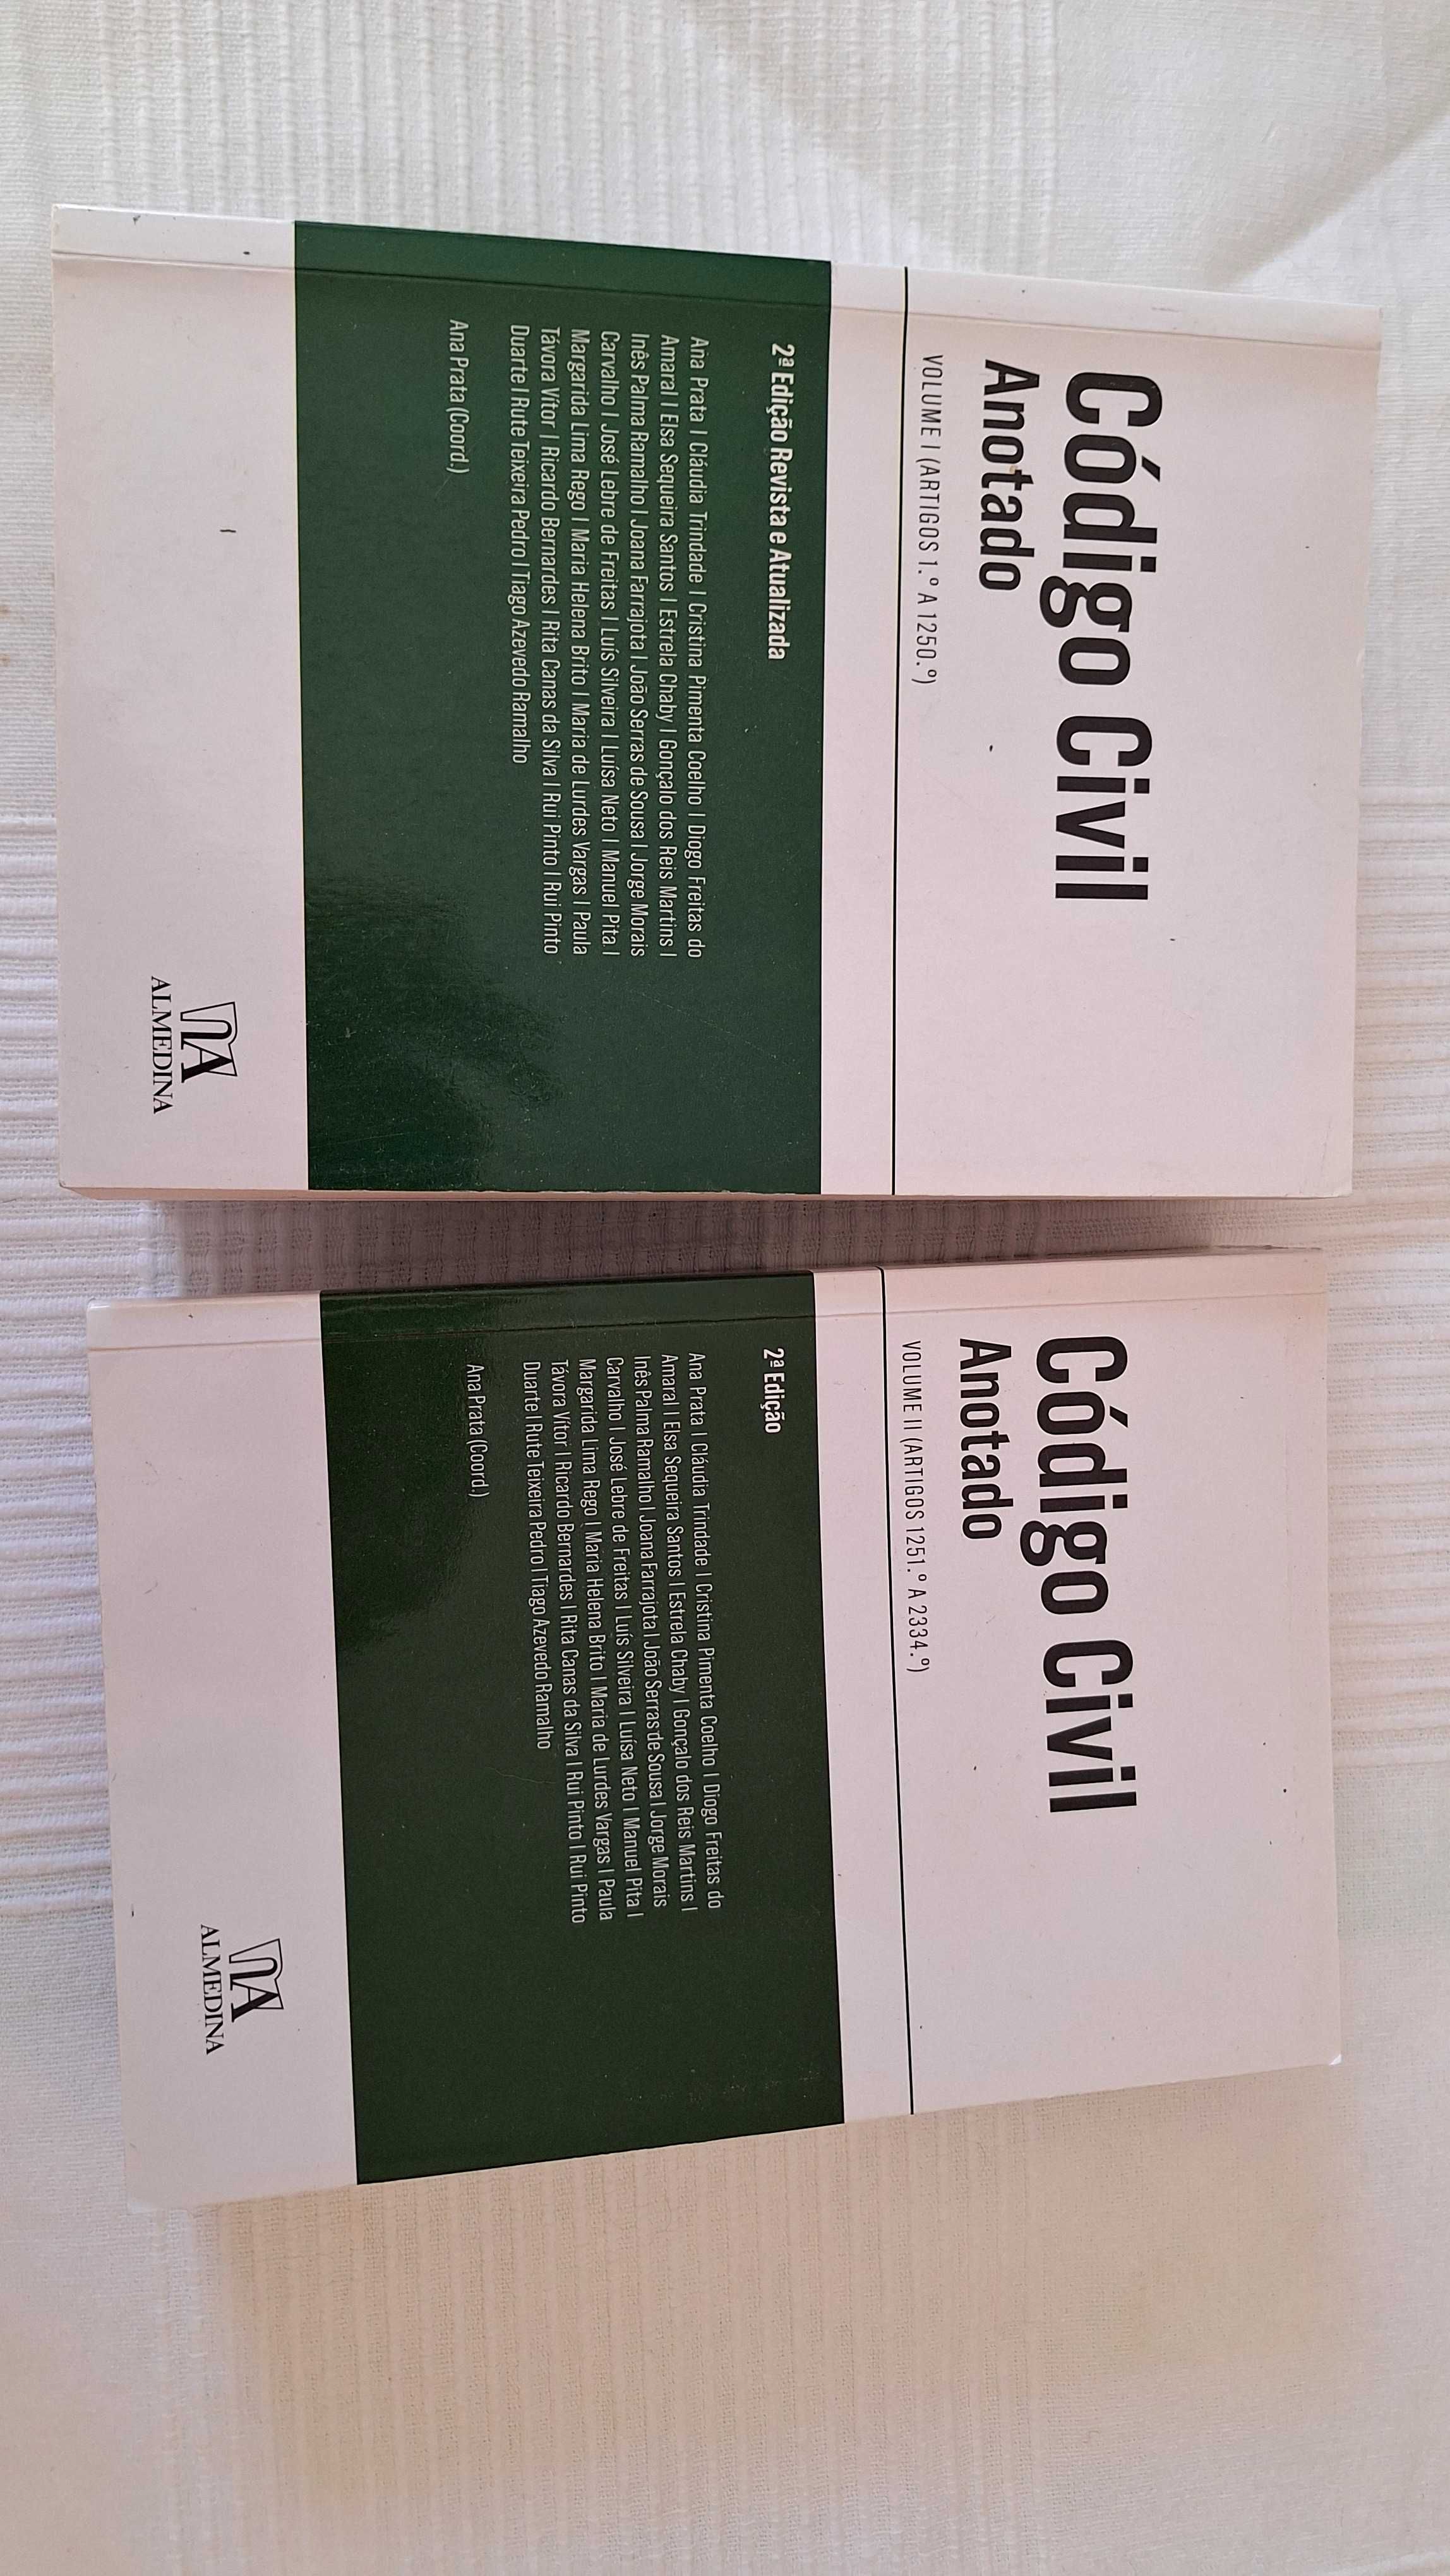 Código Civil
Anotado
VOLUME I (ARTIGOS 1.º A 1250.º)
2ª Edição Revista e Atualizada
Ana Prata | Cláudia Trindade | Cristina Pimenta Coelho | Diogo Freitas do
Amaral | Elsa Sequeira Santos | Estrela Chaby | Gonçalo dos Reis Martins |
Inês Palma Ramalho | Joana Farrajota | João Serras de Sousa | Jorge Morais
Carvalho | José Lebre de Freitas | Luís Silveira | Luísa Neto | Manuel Pita |
Margarida Lima Rego | Maria Helena Brito | Maria de Lurdes Vargas | Paula
Távora Vítor | Ricardo Bernardes | Rita Canas da Silva | Rui Pinto | Rui Pinto
Duarte | Rute Teixeira Pedro | Tiago Azevedo Ramalho
Ana Prata (Coord.)
ALMEDINA
Código Civil
Anotado
VOLUME II (ARTIGOS 1251.º A 2334.º)
2ª Edição
Ana Prata | Cláudia Trindade | Cristina Pimenta Coelho | Diogo Freitas do
Amaral | Elsa Sequeira Santos | Estrela Chaby | Gonçalo dos Reis Martins |
Inês Palma Ramalho | Joana Farrajota | João Serras de Sousa | Jorge Morais
Carvalho | José Lebre de Freitas | Luís Silveira | Luísa Neto | Manuel Pita |
Margarida Lima Rego | Maria Helena Brito | Maria de Lurdes Vargas | Paula
Távora Vítor | Ricardo Bernardes | Rita Canas da Silva | Rui Pinto | Rui Pinto
Duarte | Rute Teixeira Pedro | Tiago Azevedo Ramalho
Ana Prata (Coord.)
ALMEDINA